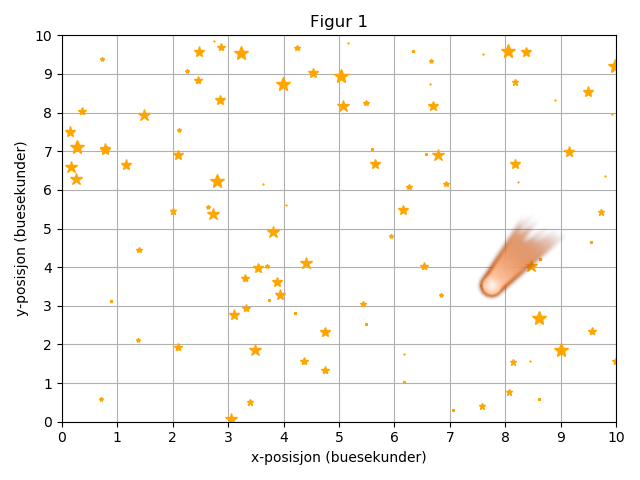 Figur 1
10
9
8
7
6
5
4
3
2
1
0
y-posisjon (buesekunder)
0 1 2 3 4 5 6 7 8 9 10
x-posisjon (buesekunder)